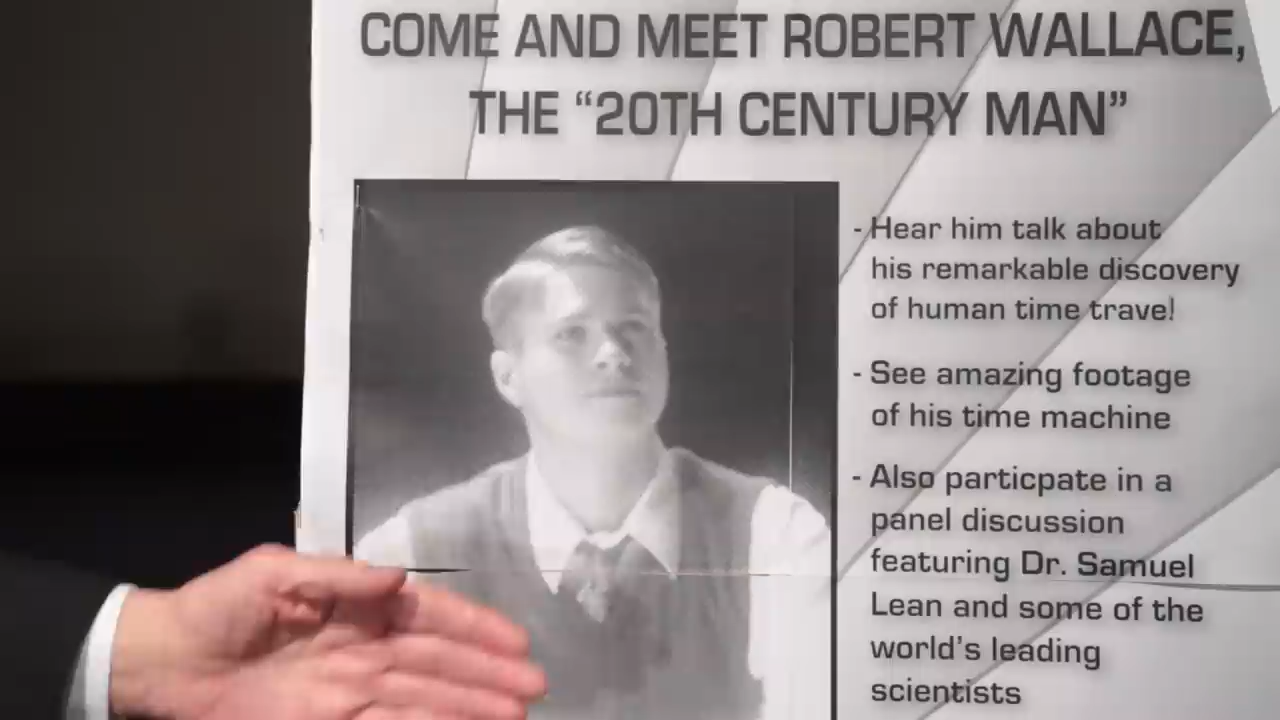 COME AND MEET ROBERT WALLACE,
THE “20TH CENTURY MAN”
- Hear him talk about
his remarkable discovery
of human time travel!
- See amazing footage
of his time machine
- Also particpate in a
panel discussion
featuring Dr. Samuel
Lean and some of the
world’s leading
scientists